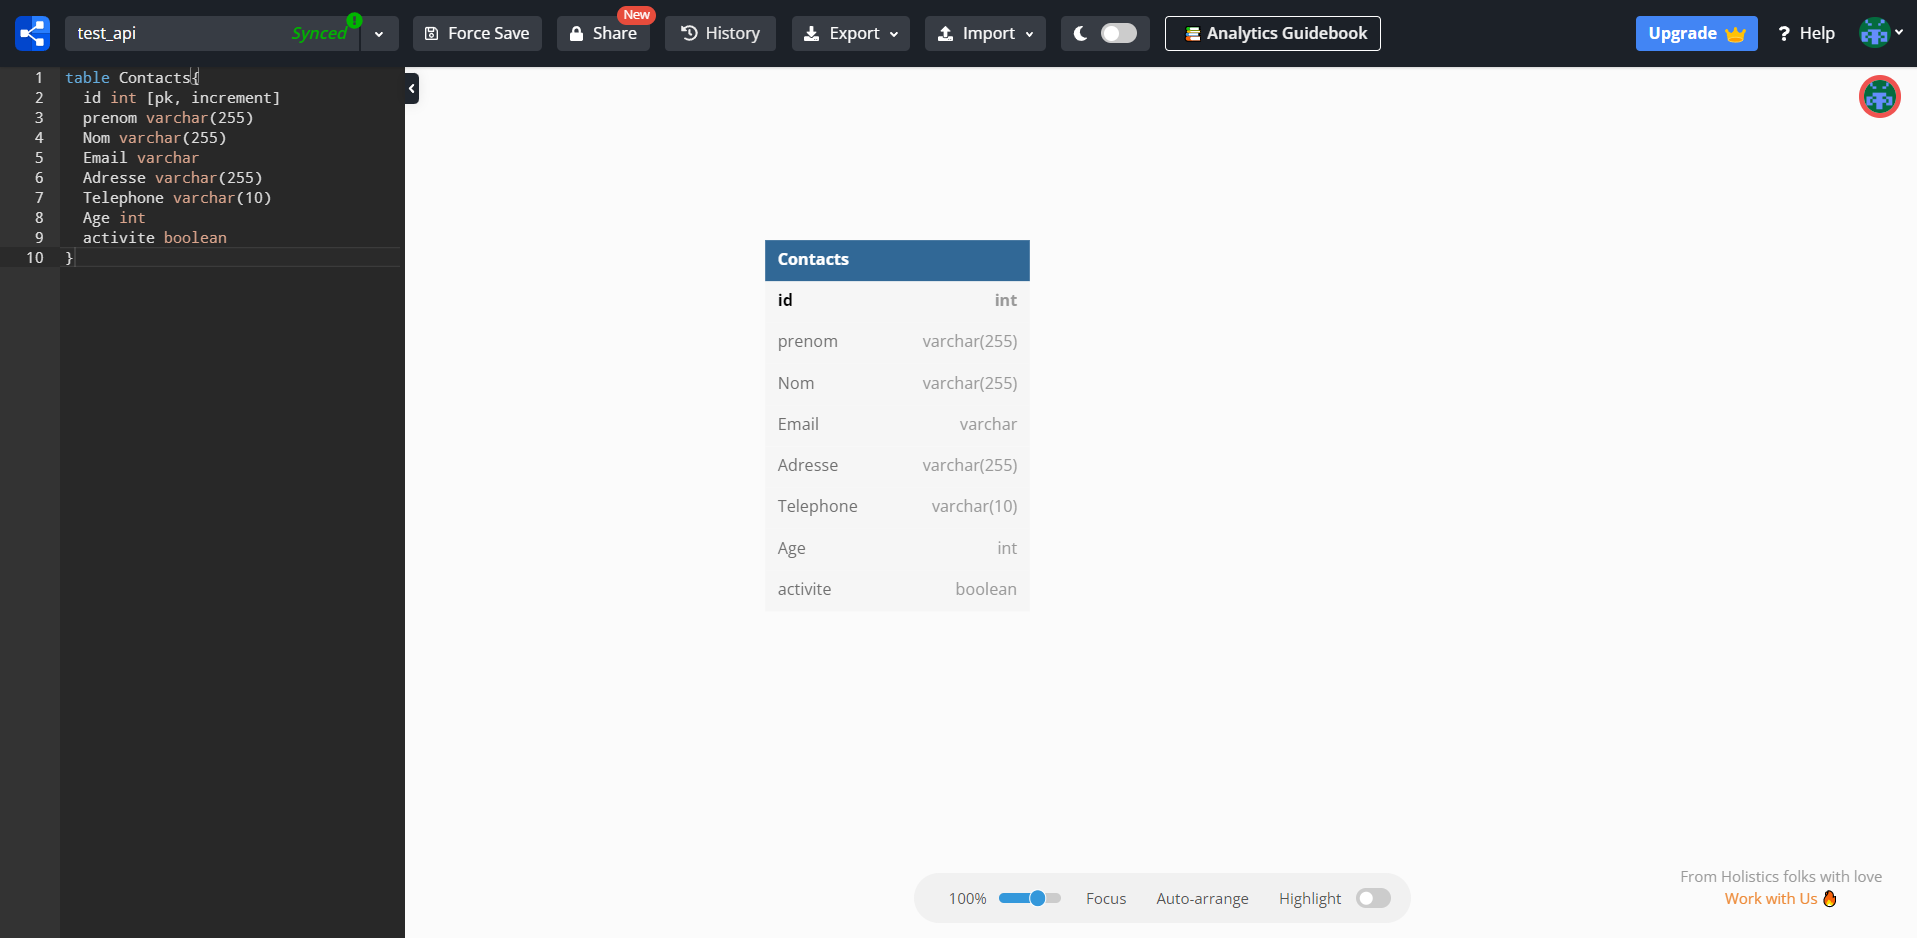 test_api Synced ! Force Save Share New History Export Import Analytics Guidebook Upgrade ? Help
1 table Contacts{
2 id int [pk, increment]
3 prenom varchar(255)
4 Nom varchar(255)
5 Email varchar
6 Adresse varchar(255)
7 Telephone varchar(10)
8 Age int
9 activite boolean
10 }
Contacts
id int
prenom varchar(255)
Nom varchar(255)
Email varchar
Adresse varchar(255)
Telephone varchar(10)
Age int
activite boolean
100% Focus Auto-arrange Highlight
From Holistics folks with love
Work with Us